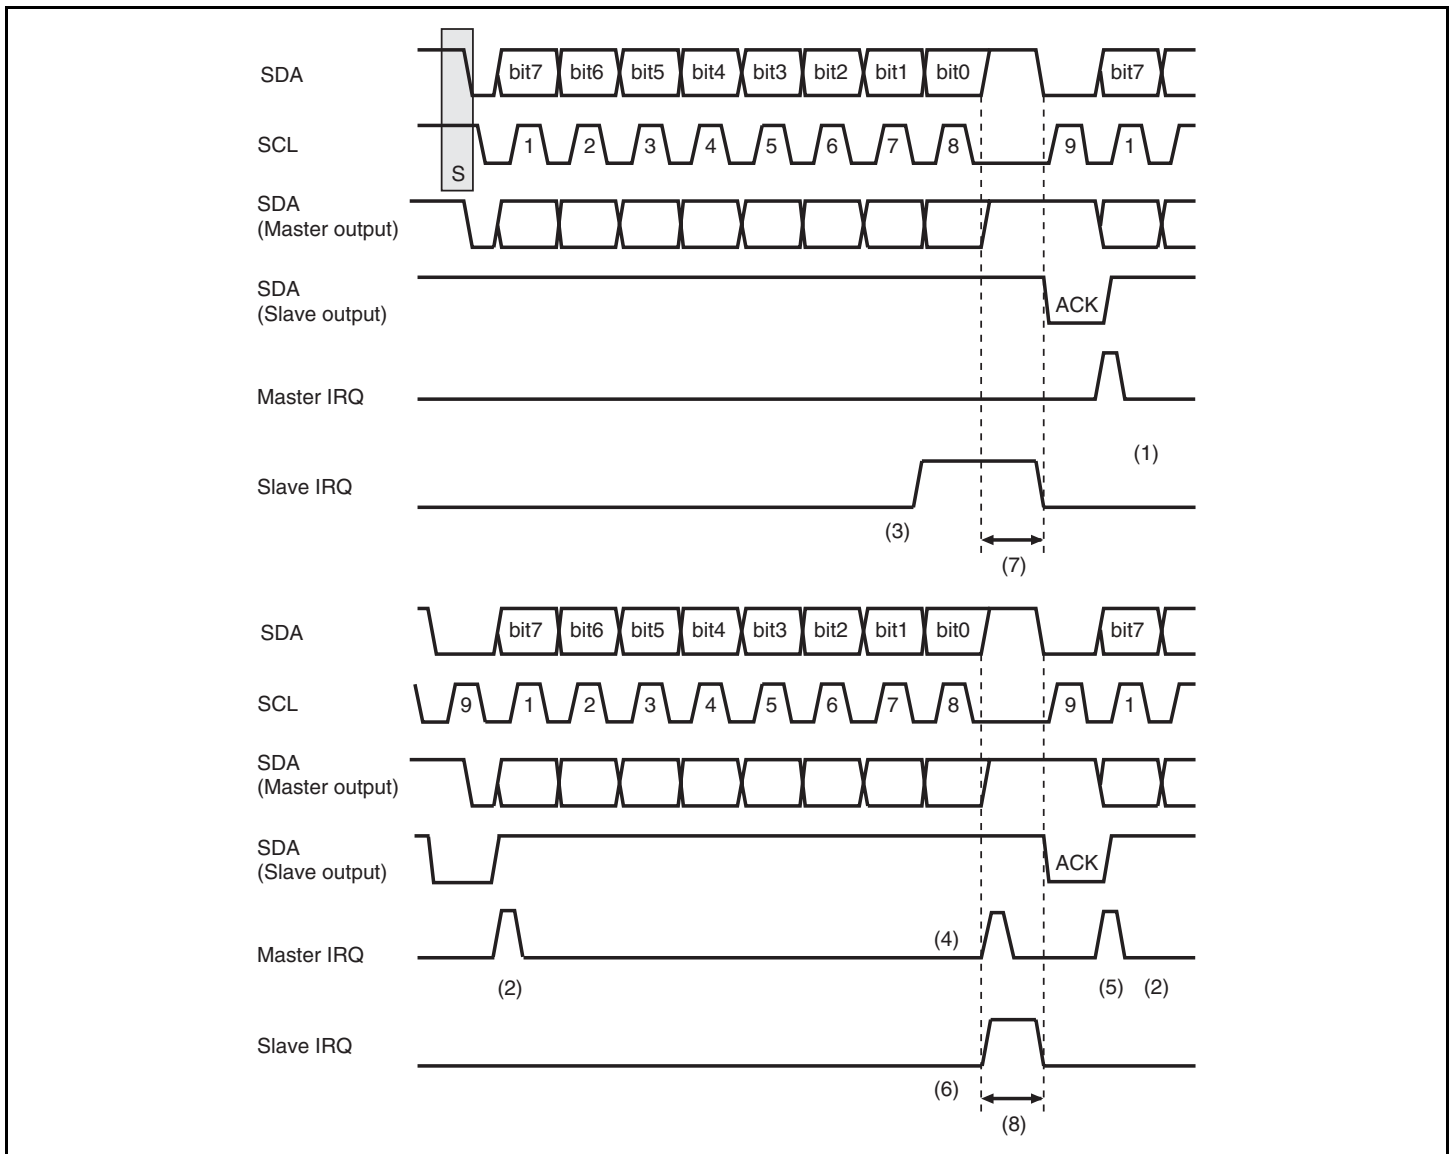 SDA bit7 bit6 bit5 bit4 bit3 bit2 bit1 bit0 bit7
SCL 1 2 3 4 5 6 7 8 9 1
S
SDA
(Master output)
SDA
(Slave output) ACK
Master IRQ
(1)
Slave IRQ
(3)
(7)
SDA bit7 bit6 bit5 bit4 bit3 bit2 bit1 bit0 bit7
SCL 9 1 2 3 4 5 6 7 8 9 1
SDA
(Master output)
SDA
(Slave output) ACK
(4)
Master IRQ
(2) (5) (2)
Slave IRQ
(6)
(8)